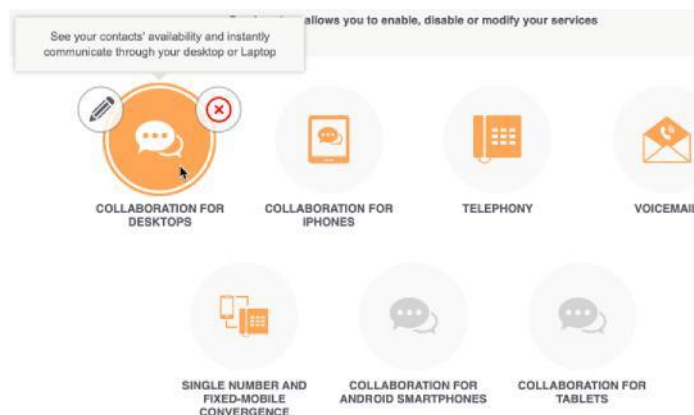 allows you to enable, disable or modify your services
See your contacts' availability and instantly
communicate through your desktop or Laptop
COLLABORATION FOR
DESKTOPS
COLLABORATION FOR
IPHONES
TELEPHONY
VOICEMAIL
SINGLE NUMBER AND
FIXED-MOBILE
CONVERGENCE
COLLABORATION FOR
ANDROID SMARTPHONES
COLLABORATION FOR
TABLETS